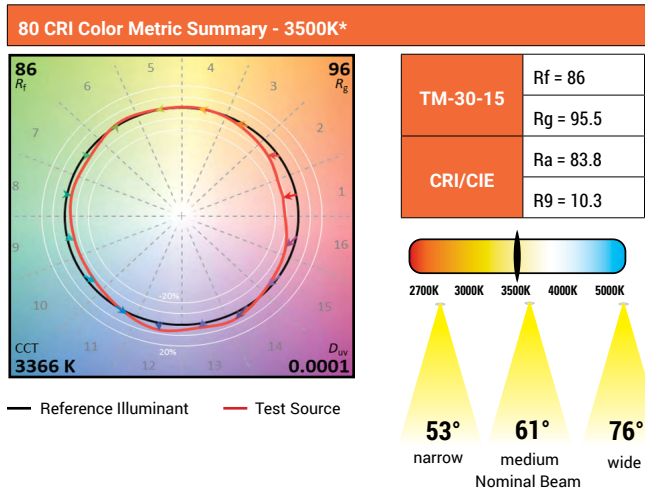 80 CRI Color Metric Summary - 3500K*
86
Rf
96
Rg
5
4
6
3
7
2
8
1
9
16
10
15
11
14
12
13
-20%
20%
CCT
3366 K
Duv
0.0001
Reference Illuminant
Test Source
TM-30-15
Rf = 86
Rg = 95.5
CRI/CIE
Ra = 83.8
R9 = 10.3
2700K 3000K 3500K 4000K 5000K
53° 61° 76°
narrow medium wide
Nominal Beam